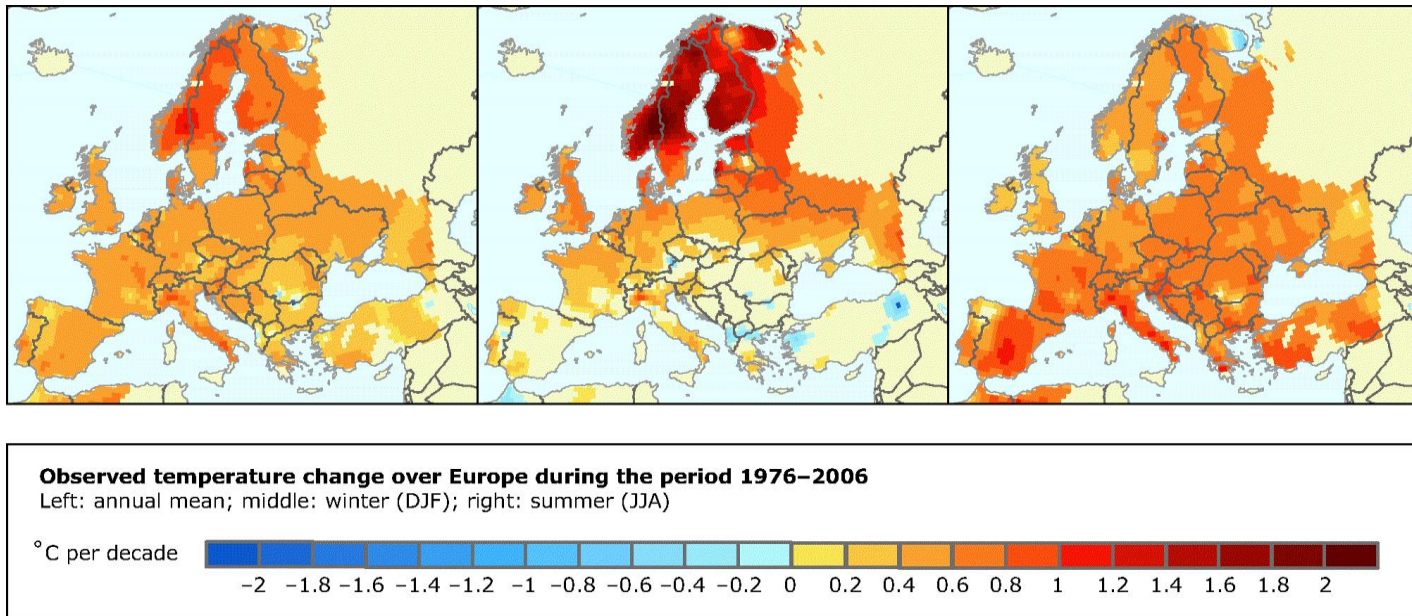 Observed temperature change over Europe during the period 1976–2006
Left: annual mean; middle: winter (DJF); right: summer (JJA)
°C per decade
−2 −1.8 −1.6 −1.4 −1.2 −1 −0.8 −0.6 −0.4 −0.2 0 0.2 0.4 0.6 0.8 1 1.2 1.4 1.6 1.8 2